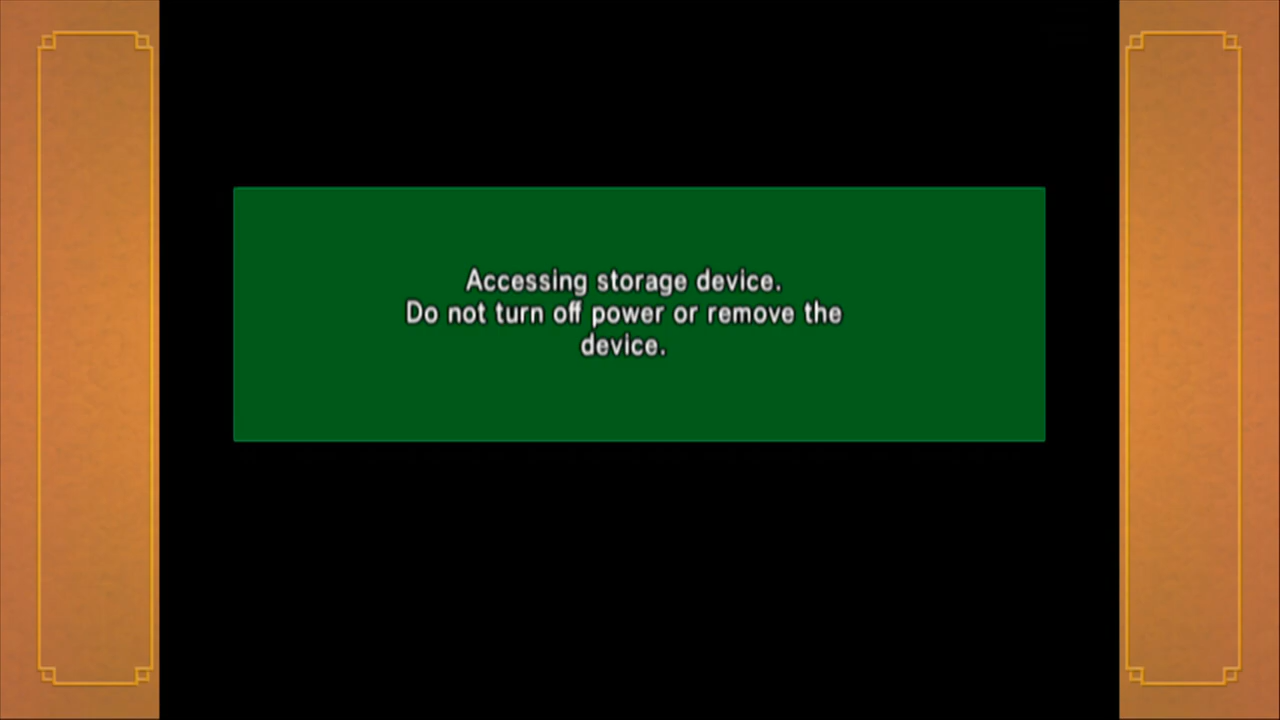 Accessing storage device.
Do not turn off power or remove the
device.